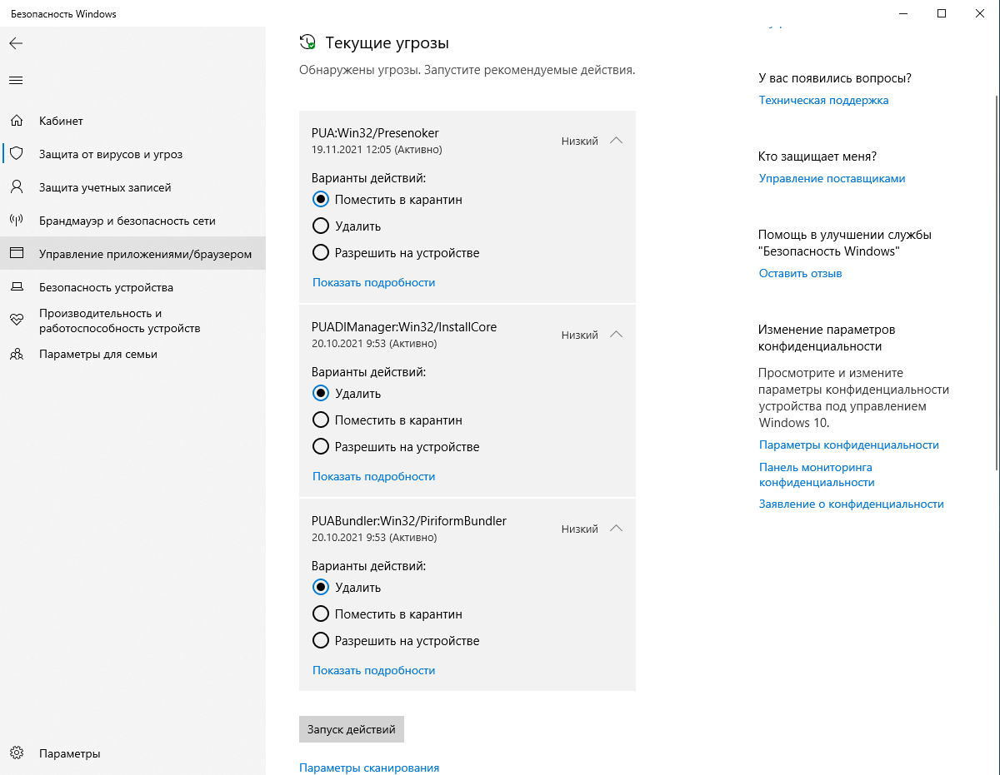 Безопасность Windows
Кабинет
Защита от вирусов и угроз
Защита учетных записей
Брандмауэр и безопасность сети
Управление приложениями/браузером
Безопасность устройства
Производительность и
работоспособность устройств
Параметры для семьи
Параметры
Текущие угрозы
Обнаружены угрозы. Запустите рекомендуемые действия.
PUA:Win32/Presenoker
Низкий
19.11.2021 12:05 (Активно)
Варианты действий:
Поместить в карантин
Удалить
Разрешить на устройстве
Показать подробности
PUADlManager:Win32/InstallCore
Низкий
20.10.2021 9:53 (Активно)
Варианты действий:
Удалить
Поместить в карантин
Разрешить на устройстве
Показать подробности
PUABundler:Win32/PiriformBundler
Низкий
20.10.2021 9:53 (Активно)
Варианты действий:
Удалить
Поместить в карантин
Разрешить на устройстве
Показать подробности
Запуск действий
Параметры сканирования
У вас появились вопросы?
Техническая поддержка
Кто защищает меня?
Управление поставщиками
Помощь в улучшении службы
"Безопасность Windows"
Оставить отзыв
Изменение параметров
конфиденциальности
Просмотрите и измените
параметры конфиденциальности
устройства под управлением
Windows 10.
Параметры конфиденциальности
Панель мониторинга
конфиденциальности
Заявление о конфиденциальности